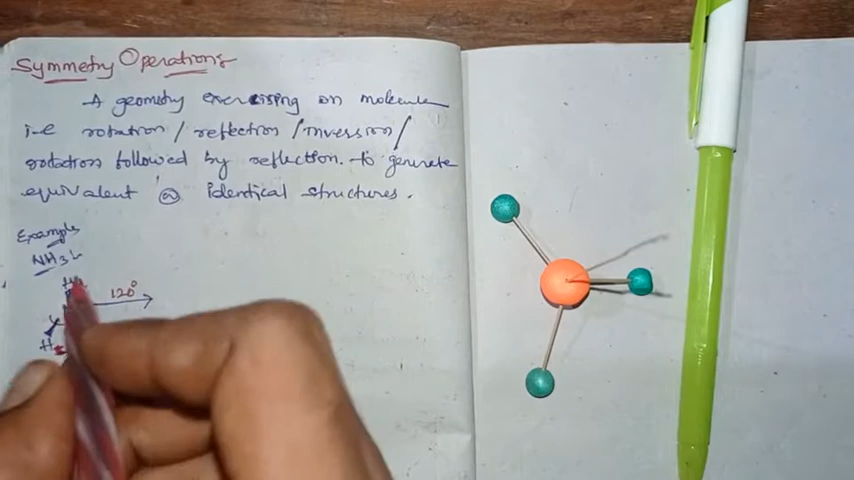 Symmetry Operations
A geometry exercising on molecule
i-e rotation / reflection / inversion /
rotation followed by reflection. to generate
equivalent identical structures.
Example
NH3
H
120°
H